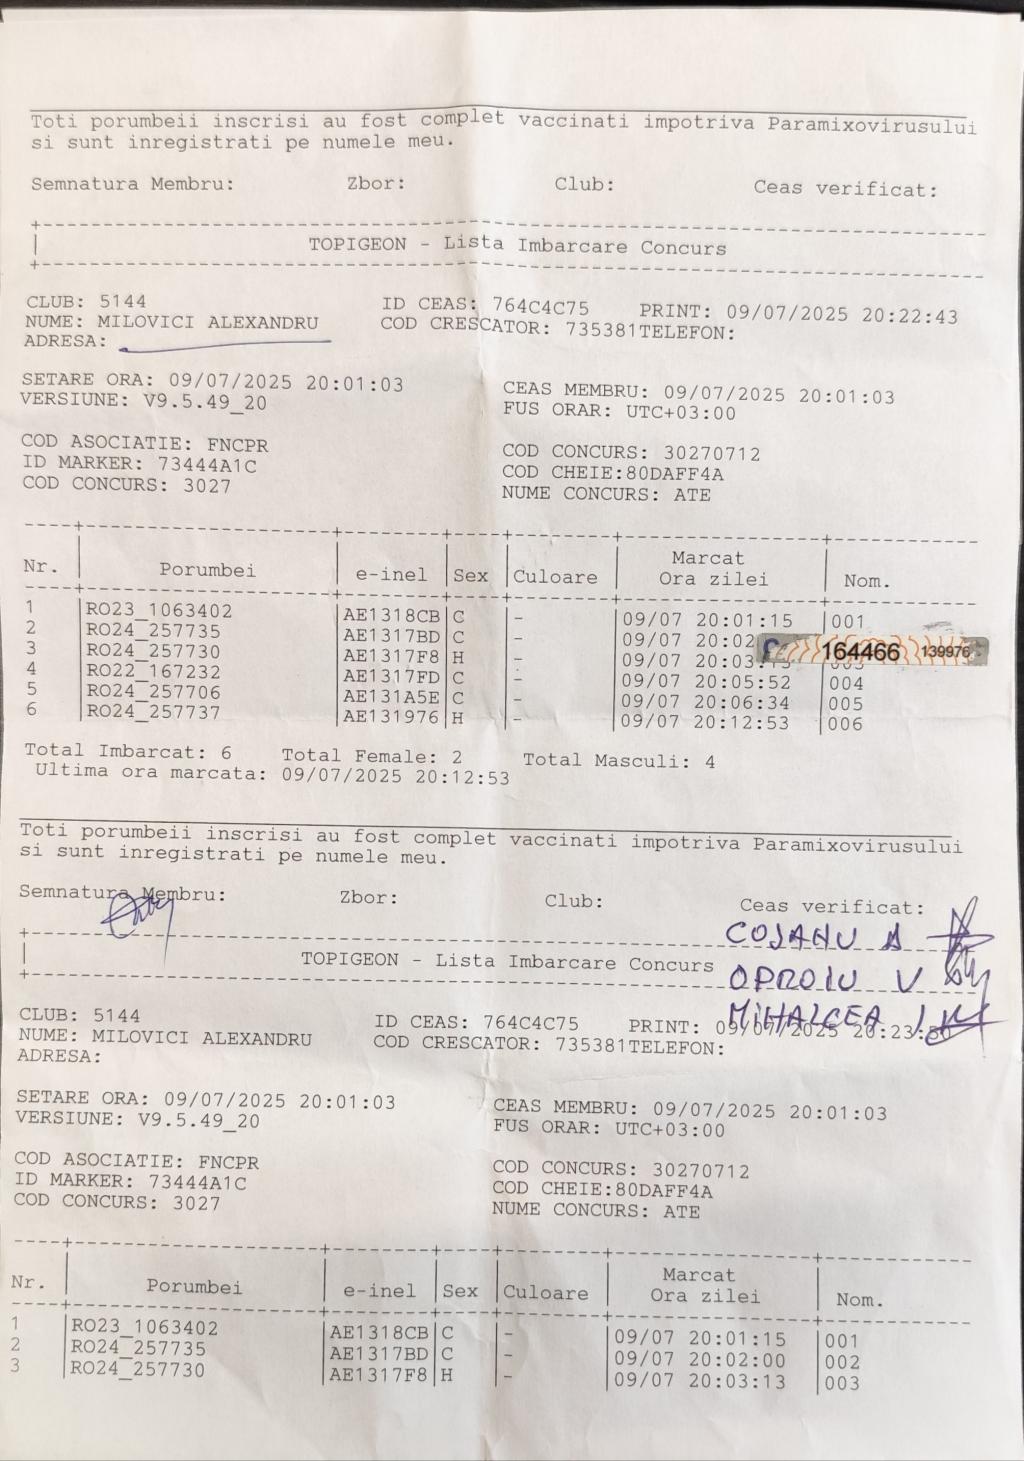 Toti porumbeii inscrisi au fost complet vaccinati impotriva Paramixovirusului
si sunt inregistrati pe numele meu.
Semnatura Membru: Zbor: Club: Ceas verificat:
TOPIGEON - Lista Imbarcare Concurs
CLUB: 5144 ID CEAS: 764C4C75 PRINT: 09/07/2025 20:22:43
NUME: MILOVICI ALEXANDRU COD CRESCATOR: 735381TELEFON:
ADRESA:
SETARE ORA: 09/07/2025 20:01:03 CEAS MEMBRU: 09/07/2025 20:01:03
VERSIUNE: V9.5.49_20 FUS ORAR: UTC+03:00
COD ASOCIATIE: FNCPR COD CONCURS: 30270712
ID MARKER: 73444A1C COD CHEIE:80DAFF4A
COD CONCURS: 3027 NUME CONCURS: ATE
Nr. Porumbei e-inel Sex Culoare Marcat Ora zilei Nom.
1 RO23_1063402 AE1318CB C - 09/07 20:01:15 001
2 RO24_257735 AE1317BD C - 09/07 20:02
164466 139976
3 RO24_257730 AE1317F8 H - 09/07 20:03:13 003
4 RO22_167232 AE1317FD C - 09/07 20:05:52 004
5 RO24_257706 AE131A5E C - 09/07 20:06:34 005
6 RO24_257737 AE131976 H - 09/07 20:12:53 006
Total Imbarcat: 6 Total Female: 2 Total Masculi: 4
Ultima ora marcata: 09/07/2025 20:12:53
Toti porumbeii inscrisi au fost complet vaccinati impotriva Paramixovirusului
si sunt inregistrati pe numele meu.
Semnatura Membru: Zbor: Club: Ceas verificat:
COJANU A
TOPIGEON - Lista Imbarcare Concurs
OPROIU V
MIHALCEA I
CLUB: 5144 ID CEAS: 764C4C75 PRINT: 09/07/2025 20:23:
NUME: MILOVICI ALEXANDRU COD CRESCATOR: 735381TELEFON:
ADRESA:
SETARE ORA: 09/07/2025 20:01:03 CEAS MEMBRU: 09/07/2025 20:01:03
VERSIUNE: V9.5.49_20 FUS ORAR: UTC+03:00
COD ASOCIATIE: FNCPR COD CONCURS: 30270712
ID MARKER: 73444A1C COD CHEIE:80DAFF4A
COD CONCURS: 3027 NUME CONCURS: ATE
Nr. Porumbei e-inel Sex Culoare Marcat Ora zilei Nom.
1 RO23_1063402 AE1318CB C - 09/07 20:01:15 001
2 RO24_257735 AE1317BD C - 09/07 20:02:00 002
3 RO24_257730 AE1317F8 H - 09/07 20:03:13 003